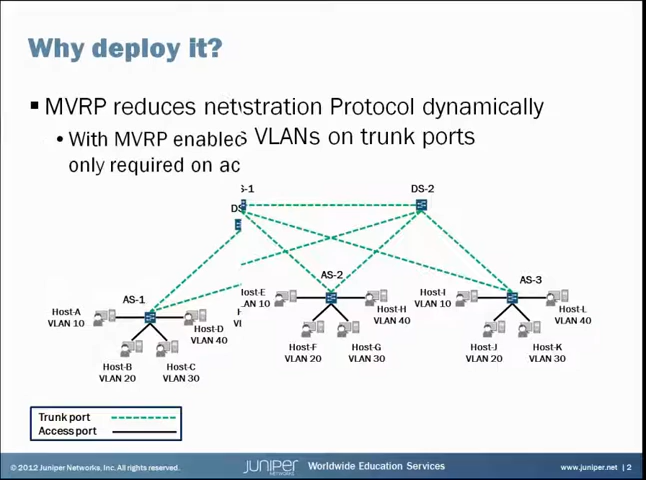 Why deploy it?
MVRP reduces netstration Protocol dynamically
With MVRP enabled VLANs on trunk ports
only required on ac
S-1
DS-2
DS
AS-1
AS-2
AS-3
Host-A
VLAN 10
Host-D
VLAN 40
Host-B
VLAN 20
Host-C
VLAN 30
Host-E
VLAN 10
Host-H
VLAN 40
Host-F
VLAN 20
Host-G
VLAN 30
Host-I
VLAN 10
Host-L
VLAN 40
Host-J
VLAN 20
Host-K
VLAN 30
Trunk port
Access port
© 2012 Juniper Networks, Inc. All rights reserved.
JUNIPER
NETWORKS
Worldwide Education Services
www.juniper.net | 2